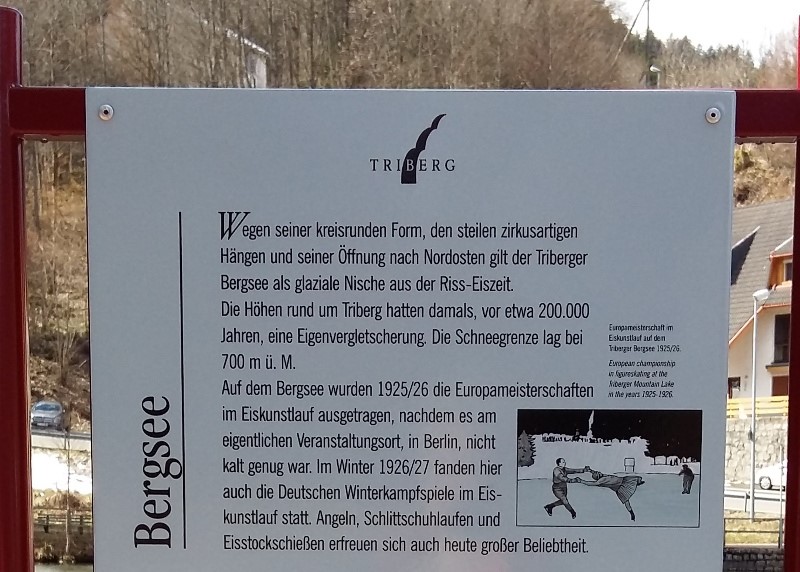 TRIBERG
Bergsee
Wegen seiner kreisrunden Form, den steilen zirkusartigen
Hängen und seiner Öffnung nach Nordosten gilt der Triberger
Bergsee als glaziale Nische aus der Riss-Eiszeit.
Die Höhen rund um Triberg hatten damals, vor etwa 200.000
Jahren, eine Eigenvergletscherung. Die Schneegrenze lag bei
700 m ü. M.
Auf dem Bergsee wurden 1925/26 die Europameisterschaften
im Eiskunstlauf ausgetragen, nachdem es am
eigentlichen Veranstaltungsort, in Berlin, nicht
kalt genug war. Im Winter 1926/27 fanden hier
auch die Deutschen Winterkampfspiele im Eis-
kunstlauf statt. Angeln, Schlittschuhlaufen und
Eisstockschießen erfreuen sich auch heute großer Beliebtheit.
Europameisterschaft im
Eiskunstlauf auf dem
Triberger Bergsee 1925/26.
European championship
in figureskating at the
Triberger Mountain Lake
in the years 1925-1926.